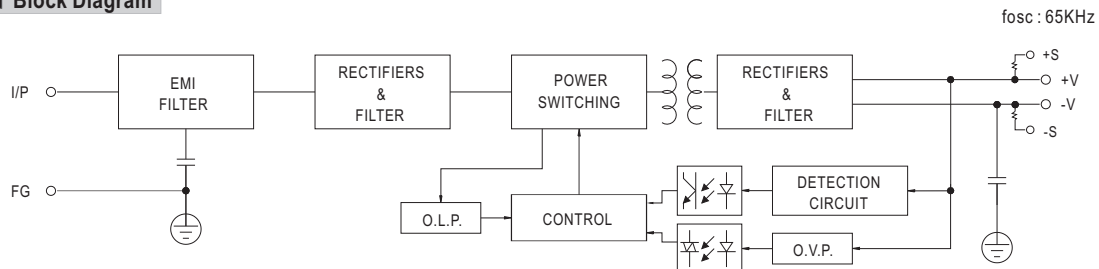 Block Diagram
fosc : 65KHz
I/P
EMI
FILTER
RECTIFIERS
&
FILTER
POWER
SWITCHING
RECTIFIERS
&
FILTER
+S
+V
-V
-S
FG
O.L.P.
CONTROL
DETECTION
CIRCUIT
O.V.P.